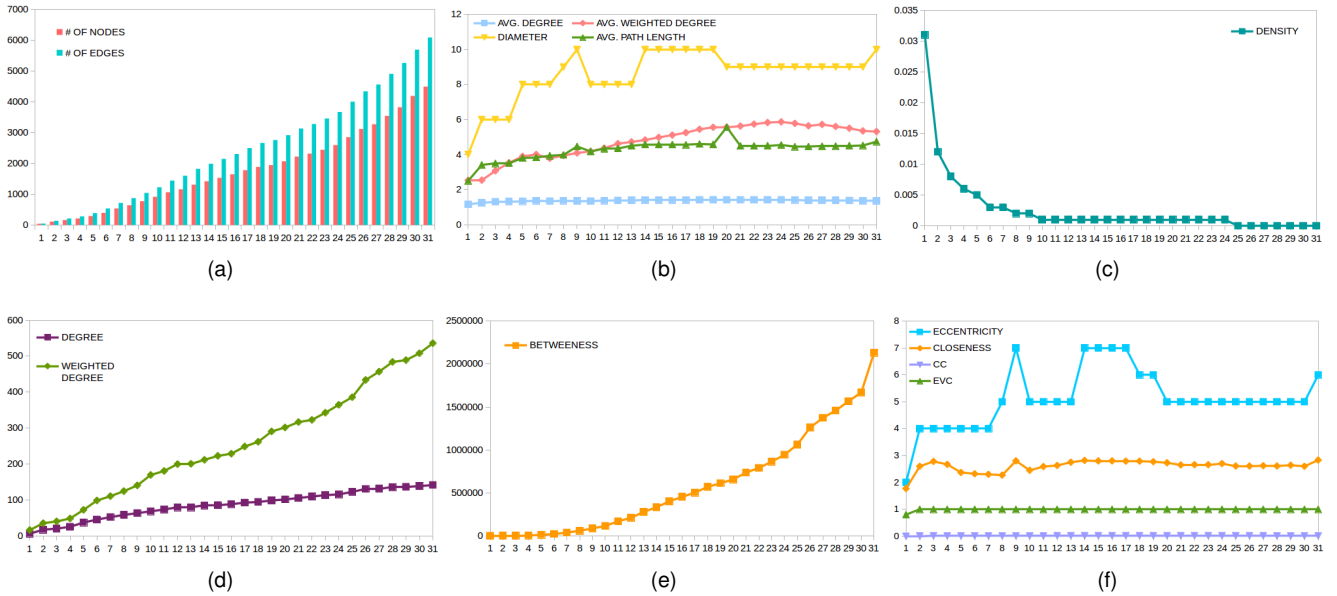 7000
6000
5000
4000
3000
2000
1000
0
# OF NODES
# OF EDGES
1 2 3 4 5 6 7 8 9 10 11 12 13 14 15 16 17 18 19 20 21 22 23 24 25 26 27 28 29 30 31
(a)
12
10
8
6
4
2
0
AVG. DEGREE AVG. WEIGHTED DEGREE
DIAMETER AVG. PATH LENGTH
1 2 3 4 5 6 7 8 9 10 11 12 13 14 15 16 17 18 19 20 21 22 23 24 25 26 27 28 29 30 31
(b)
0.035
0.03
0.025
0.02
0.015
0.01
0.005
0
DENSITY
1 2 3 4 5 6 7 8 9 10 11 12 13 14 15 16 17 18 19 20 21 22 23 24 25 26 27 28 29 30 31
(c)
600
500
400
300
200
100
0
DEGREE
WEIGHTED
DEGREE
1 2 3 4 5 6 7 8 9 10 11 12 13 14 15 16 17 18 19 20 21 22 23 24 25 26 27 28 29 30 31
(d)
2500000
2000000
1500000
1000000
500000
0
BETWEENESS
1 2 3 4 5 6 7 8 9 10 11 12 13 14 15 16 17 18 19 20 21 22 23 24 25 26 27 28 29 30 31
(e)
8
7
6
5
4
3
2
1
0
ECCENTRICITY
CLOSENESS
CC
EVC
1 2 3 4 5 6 7 8 9 10 11 12 13 14 15 16 17 18 19 20 21 22 23 24 25 26 27 28 29 30 31
(f)